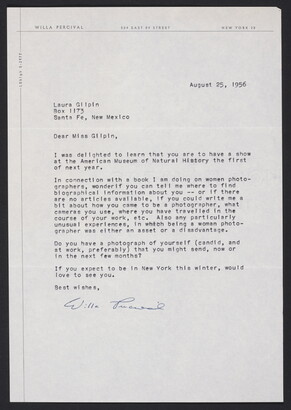 WILLA PERCIVAL
EAST STREET
NEW YORK 28
August 25, 1956
Laura Gilpin
Box 1173
Santa Fe, New Mexico
Dear Miss Gilpin,
I was delighted to learn that you are to have a show
at the American Museum of Natural History the first
of next year.
In connection with a book I am doing on women photo-
graphers, wonderif you can tell me where to find
biographical information about you -- or if there
are no articles available, if you could write me a
bit about how you came to be a photographer, what
cameras you use, where you have travelled in the
course of your work, etc. Also any particularly
unusual experiences, in which being a woman photo-
grapher was either an asset or a disadvantage.
Do you have a photograph of yourself (candid, and
at work, preferably) that you might send, now or
in the next few months?
If you expect to be in New York this winter, would
love to see you.
Best wishes,
Willa Percival